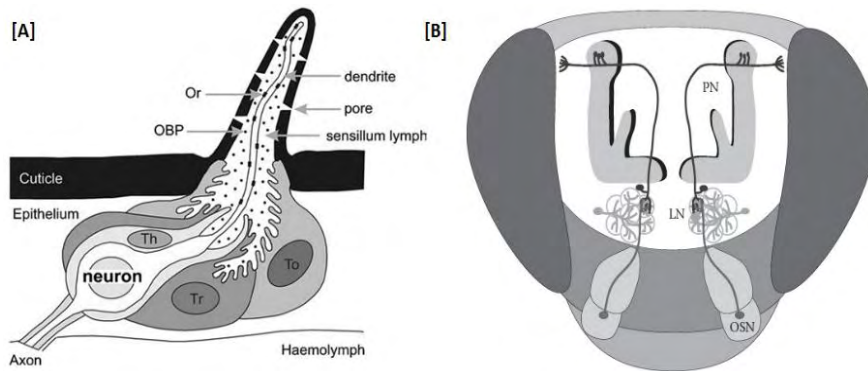 [A]
dendrite
Or
pore
OBP
sensillum lymph
Cuticle
Epithelium
Th
neuron
To
Tr
Axon
Haemolymph
[B]
PN
LN
OSN